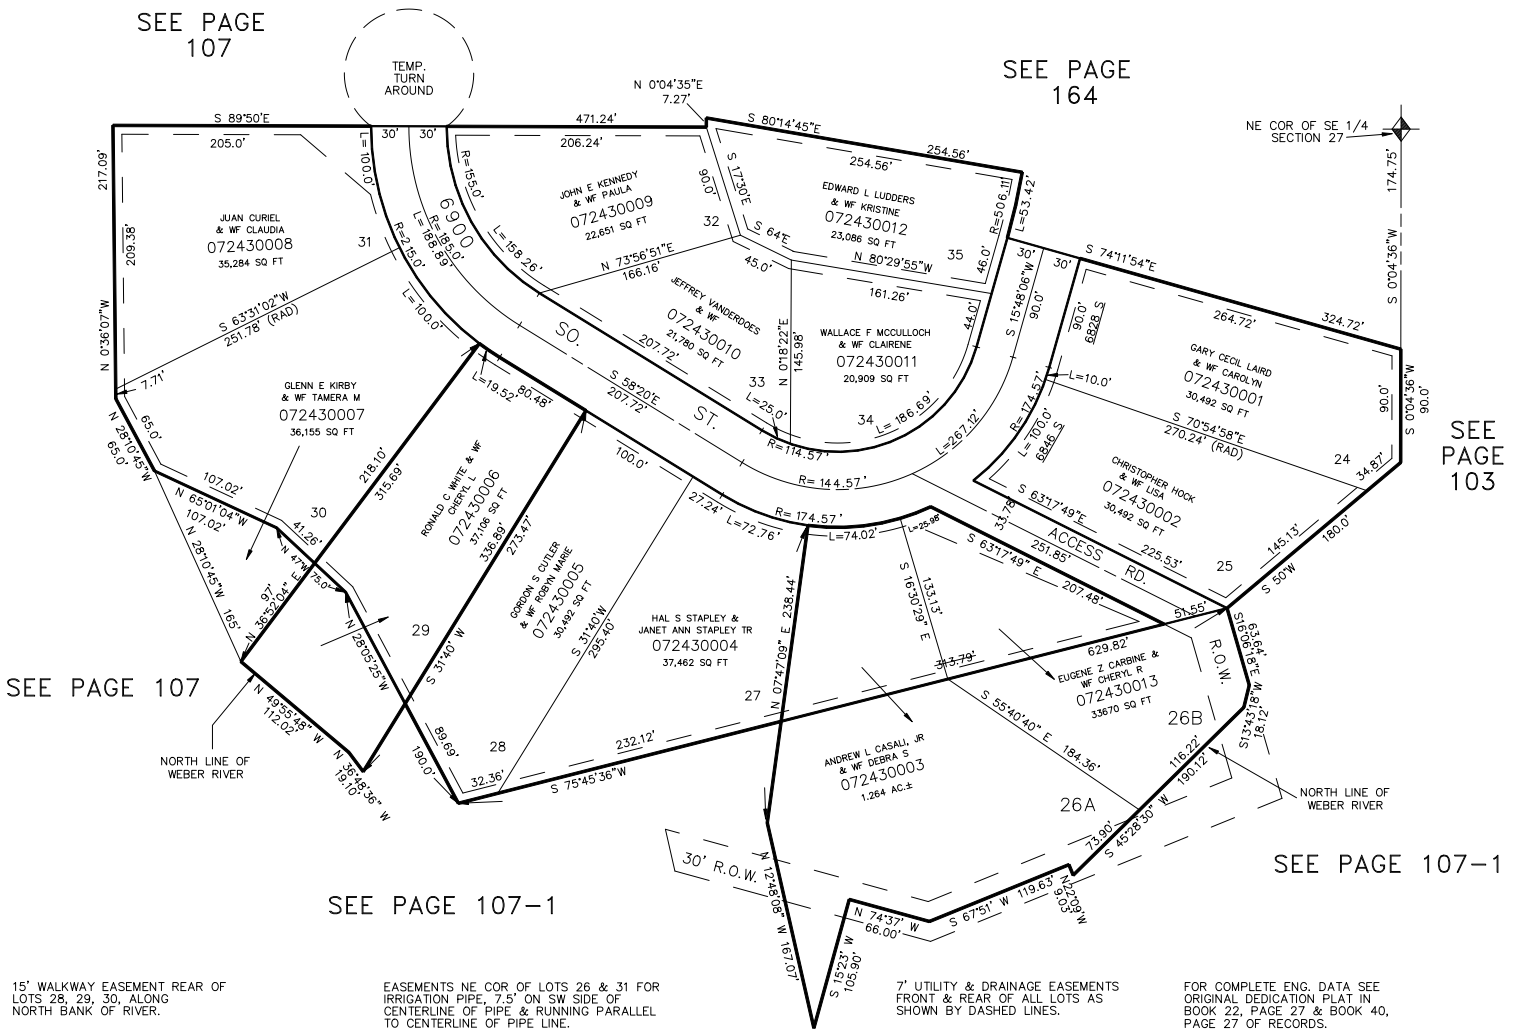 SEE PAGE
107
TEMP.
TURN
AROUND
SEE PAGE
164
N 0°04'35"E
7.27'
NE COR OF SE 1/4
SECTION 27
174.75'
S 0°04'36"W
S 89°50'E
205.0'
30'
30'
471.24'
206.24'
S 80°14'45"E
254.56'
254.56'
217.09'
209.38'
N 0°36'07"W
L=100.0'
R=215.0'
L=100.0'
JUAN CURIEL
& WF CLAUDIA
072430008
35,284 SQ FT
31
S 63°31'02"W
251.78' (RAD)
7.71'
6900
SO.
ST.
R=185.0'
L=188.89'
R=155.0'
L=158.26'
JOHN E KENNEDY
& WF PAULA
072430009
22,651 SQ FT
32
N 73°56'51"E
166.16'
90.0'
S 17°30'E
S 64°E
45.0'
EDWARD L LUDDERS
& WF KRISTINE
072430012
23,086 SQ FT
35
N 80°29'55"W
161.26'
R=506.11'
L=53.42'
46.0'
44.0'
JEFFREY VANDERDOES
& WF
072430010
21,780 SQ FT
33
207.72'
L=25.0'
N 0°18'22"E
145.98'
WALLACE F MCCULLOCH
& WF CLAIRENE
072430011
20,909 SQ FT
34
L=186.69'
R=114.57'
30'
30'
S 15°48'06"W
90.0'
90.0'
6828 S
S 74°11'54"E
264.72'
324.72'
GARY CECIL LAIRD
& WF CAROLYN
072430001
30,492 SQ FT
24
L=10.0'
R=174.57'
L=100.0'
6846 S
S 70°54'58"E
270.24' (RAD)
CHRISTOPHER HOCK
& WF LISA
072430002
30,492 SQ FT
25
90.0'
S 0°04'36"W
90.0'
34.87'
145.13'
180.0'
S 50°W
SEE
PAGE
103
S 63°17'49"E
225.53'
33.78'
ACCESS RD.
251.85'
S 63°17'49" E
207.48'
51.55'
L=267.12'
R= 144.57'
S 58°20'E
207.72'
L=19.52'
80.48'
100.0'
27.24'
L=72.76'
R= 174.57'
L=74.02'
L=25.98'
GLENN E KIRBY
& WF TAMERA M
072430007
36,155 SQ FT
30
65.0'
N 28°10'45"W
65.0'
107.02'
N 65°01'04"W
107.02'
41.26'
N 47°W 75.0'
N 28°10'45"W
165'
97'
N 36°52'04" E
218.10'
315.69'
RONALD C WHITE & WF
CHERYL L
072430006
37,106 SQ FT
29
336.89'
273.47'
S 31°40' W
N 28°05'25"W
89.69'
190.0'
GORDON S CUTLER
& WF ROBYN MARIE
072430005
30,492 SQ FT
28
S 31°40'W
295.40'
32.36'
HAL S STAPLEY &
JANET ANN STAPLEY TR
072430004
37,462 SQ FT
27
238.44'
N 07°47'09" E
232.12'
S 75°45'36"W
313.79'
629.82'
133.13'
S 16°30'29" E
EUGENE Z CARBINE &
WF CHERYL R
072430013
33670 SQ FT
26B
R.O.W.
63.64'
S16°06'18"E
S13°43'18"W
18.12'
116.22'
190.12'
S 55°40'40" E
184.36'
ANDREW L CASALI, JR
& WF DEBRA S
072430003
1.264 AC.±
26A
73.90'
S 45°28'30" W
NORTH LINE OF
WEBER RIVER
SEE PAGE 107
N 49°55'48" W
112.02'
N 36°48'36" W
19.10'
NORTH LINE OF
WEBER RIVER
30' R.O.W.
N 12°48'08" W 167.07'
S 15°23' W
105.90'
N 74°37' W
66.00'
S 67°51' W 119.63'
N22°09'W
9.03'
SEE PAGE 107-1
SEE PAGE 107-1
15' WALKWAY EASEMENT REAR OF
LOTS 28, 29, 30, ALONG
NORTH BANK OF RIVER.
EASEMENTS NE COR OF LOTS 26 & 31 FOR
IRRIGATION PIPE, 7.5' ON SW SIDE OF
CENTERLINE OF PIPE & RUNNING PARALLEL
TO CENTERLINE OF PIPE LINE.
7' UTILITY & DRAINAGE EASEMENTS
FRONT & REAR OF ALL LOTS AS
SHOWN BY DASHED LINES.
FOR COMPLETE ENG. DATA SEE
ORIGINAL DEDICATION PLAT IN
BOOK 22, PAGE 27 & BOOK 40,
PAGE 27 OF RECORDS.